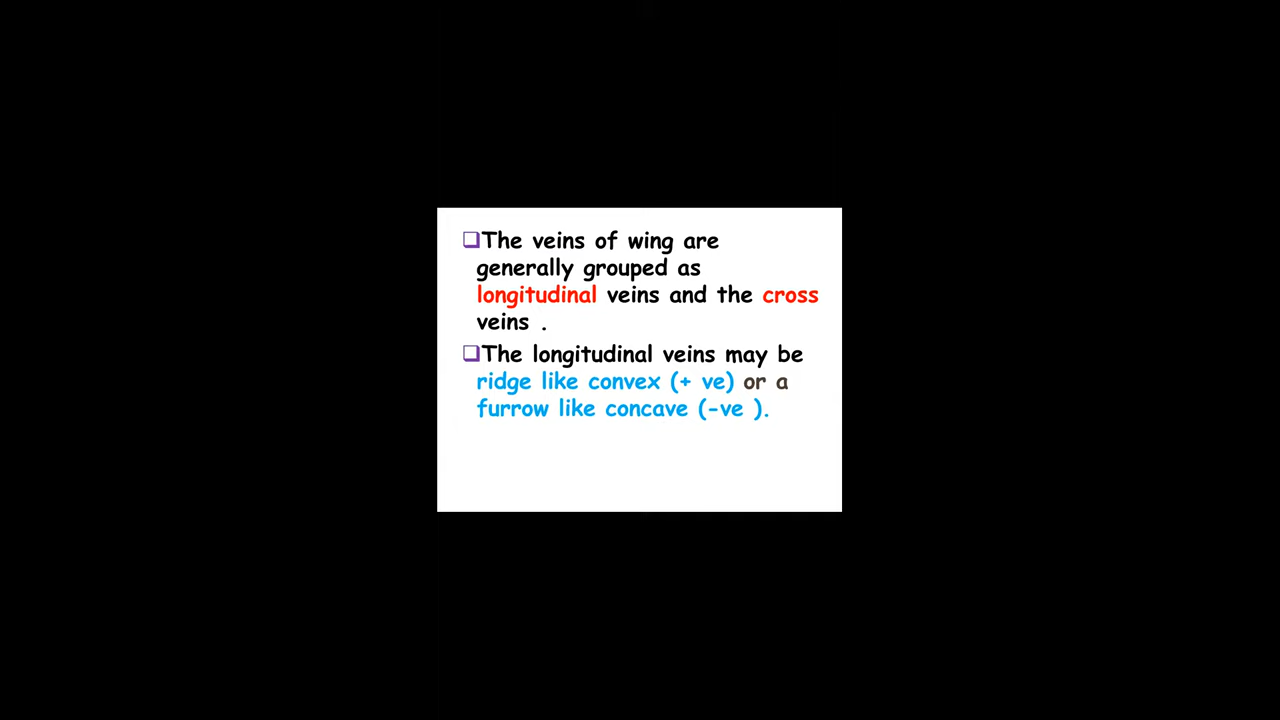 ❑The veins of wing are
generally grouped as
longitudinal veins and the cross
veins .
❑The longitudinal veins may be
ridge like convex (+ ve) or a
furrow like concave (-ve ).